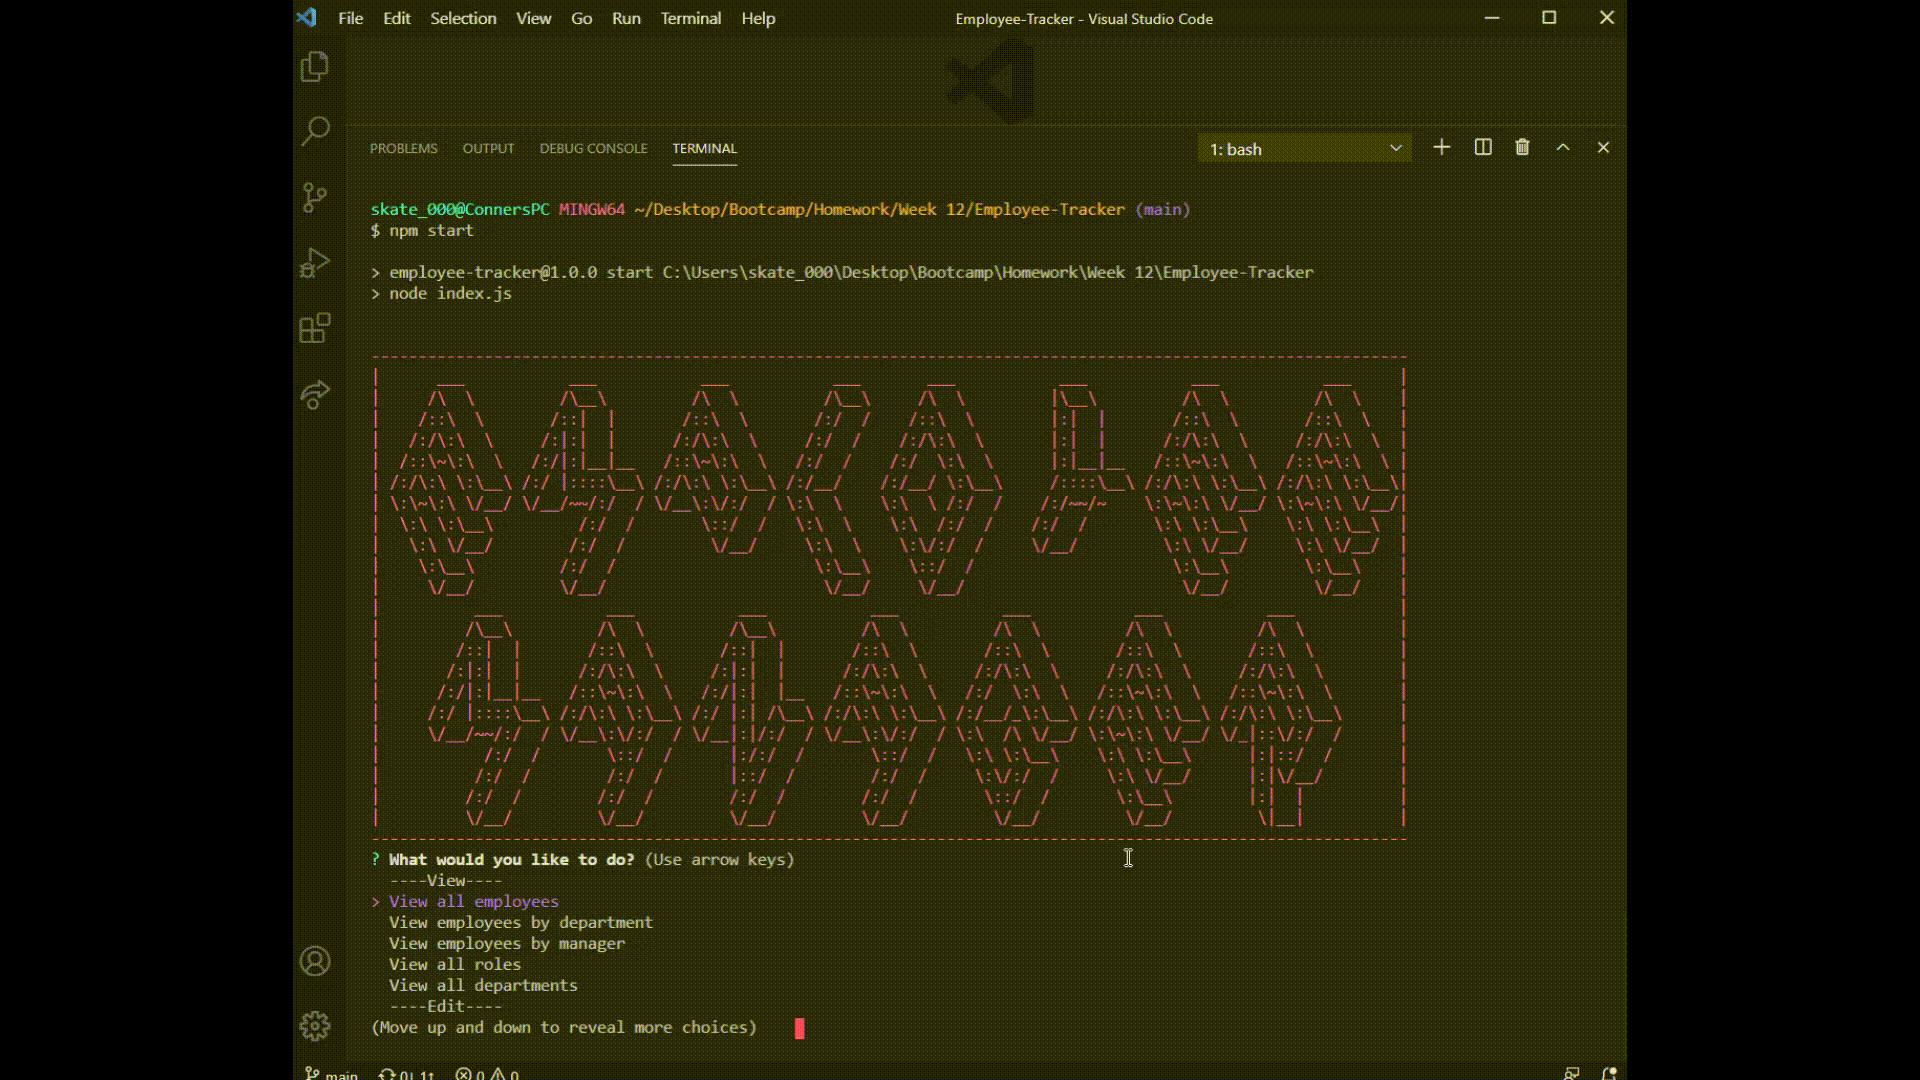 File Edit Selection View Go Run Terminal Help Employee-Tracker - Visual Studio Code
PROBLEMS OUTPUT DEBUG CONSOLE TERMINAL 1: bash
skate_000@ConnersPC MINGW64 ~/Desktop/Bootcamp/Homework/Week 12/Employee-Tracker (main)
$ npm start
> employee-tracker@1.0.0 start C:\Users\skate_000\Desktop\Bootcamp\Homework\Week 12\Employee-Tracker
> node index.js
EMPLOYEE
MANAGER
? What would you like to do? (Use arrow keys)
----View----
> View all employees
View employees by department
View employees by manager
View all roles
View all departments
----Edit----
(Move up and down to reveal more choices)
main 0↓ 1↑ 0 0